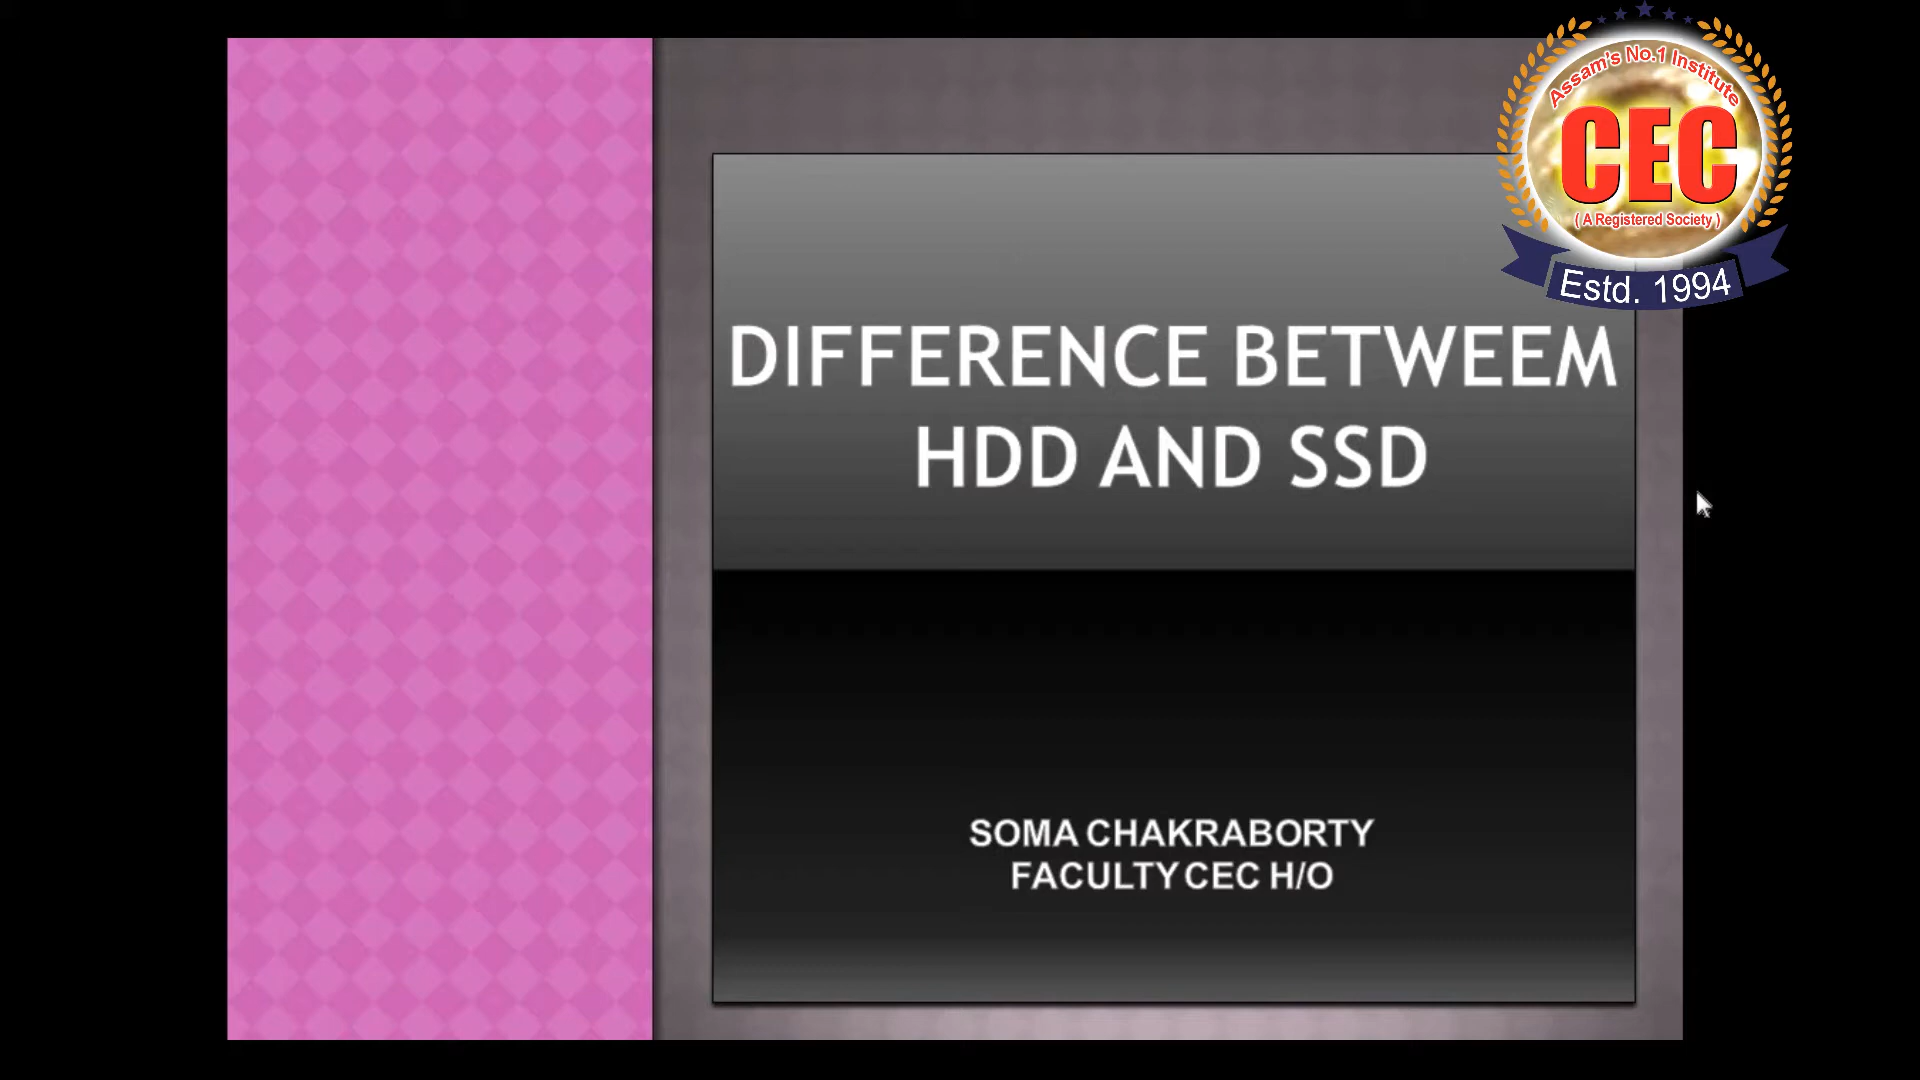 Assam's No.1 Institute
CEC
( A Registered Society )
Estd. 1994
DIFFERENCE BETWEEM
HDD AND SSD
SOMA CHAKRABORTY
FACULTY CEC H/O